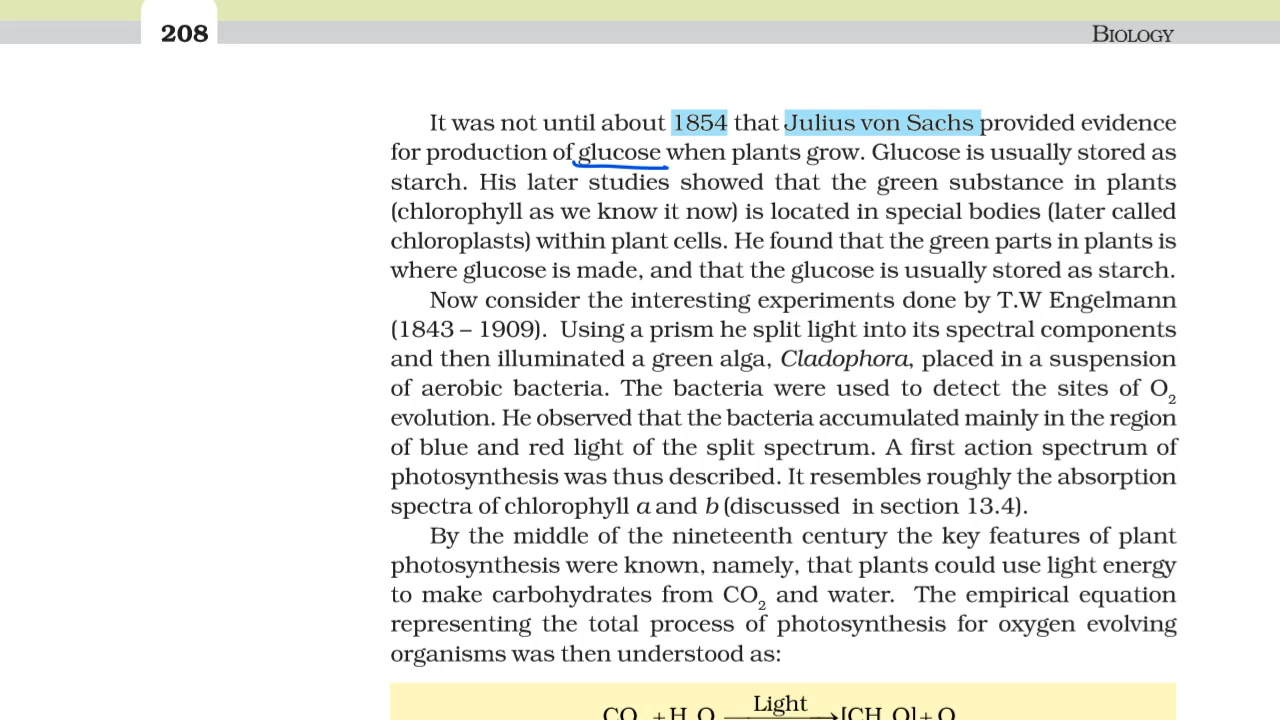 208
BIOLOGY
It was not until about 1854 that Julius von Sachs provided evidence
for production of glucose when plants grow. Glucose is usually stored as
starch. His later studies showed that the green substance in plants
(chlorophyll as we know it now) is located in special bodies (later called
chloroplasts) within plant cells. He found that the green parts in plants is
where glucose is made, and that the glucose is usually stored as starch.
Now consider the interesting experiments done by T.W Engelmann
(1843 – 1909). Using a prism he split light into its spectral components
and then illuminated a green alga, Cladophora, placed in a suspension
of aerobic bacteria. The bacteria were used to detect the sites of O₂
evolution. He observed that the bacteria accumulated mainly in the region
of blue and red light of the split spectrum. A first action spectrum of
photosynthesis was thus described. It resembles roughly the absorption
spectra of chlorophyll a and b (discussed in section 13.4).
By the middle of the nineteenth century the key features of plant
photosynthesis were known, namely, that plants could use light energy
to make carbohydrates from CO₂ and water. The empirical equation
representing the total process of photosynthesis for oxygen evolving
organisms was then understood as:
Light
CO + H O ⟶ [CH O] + O